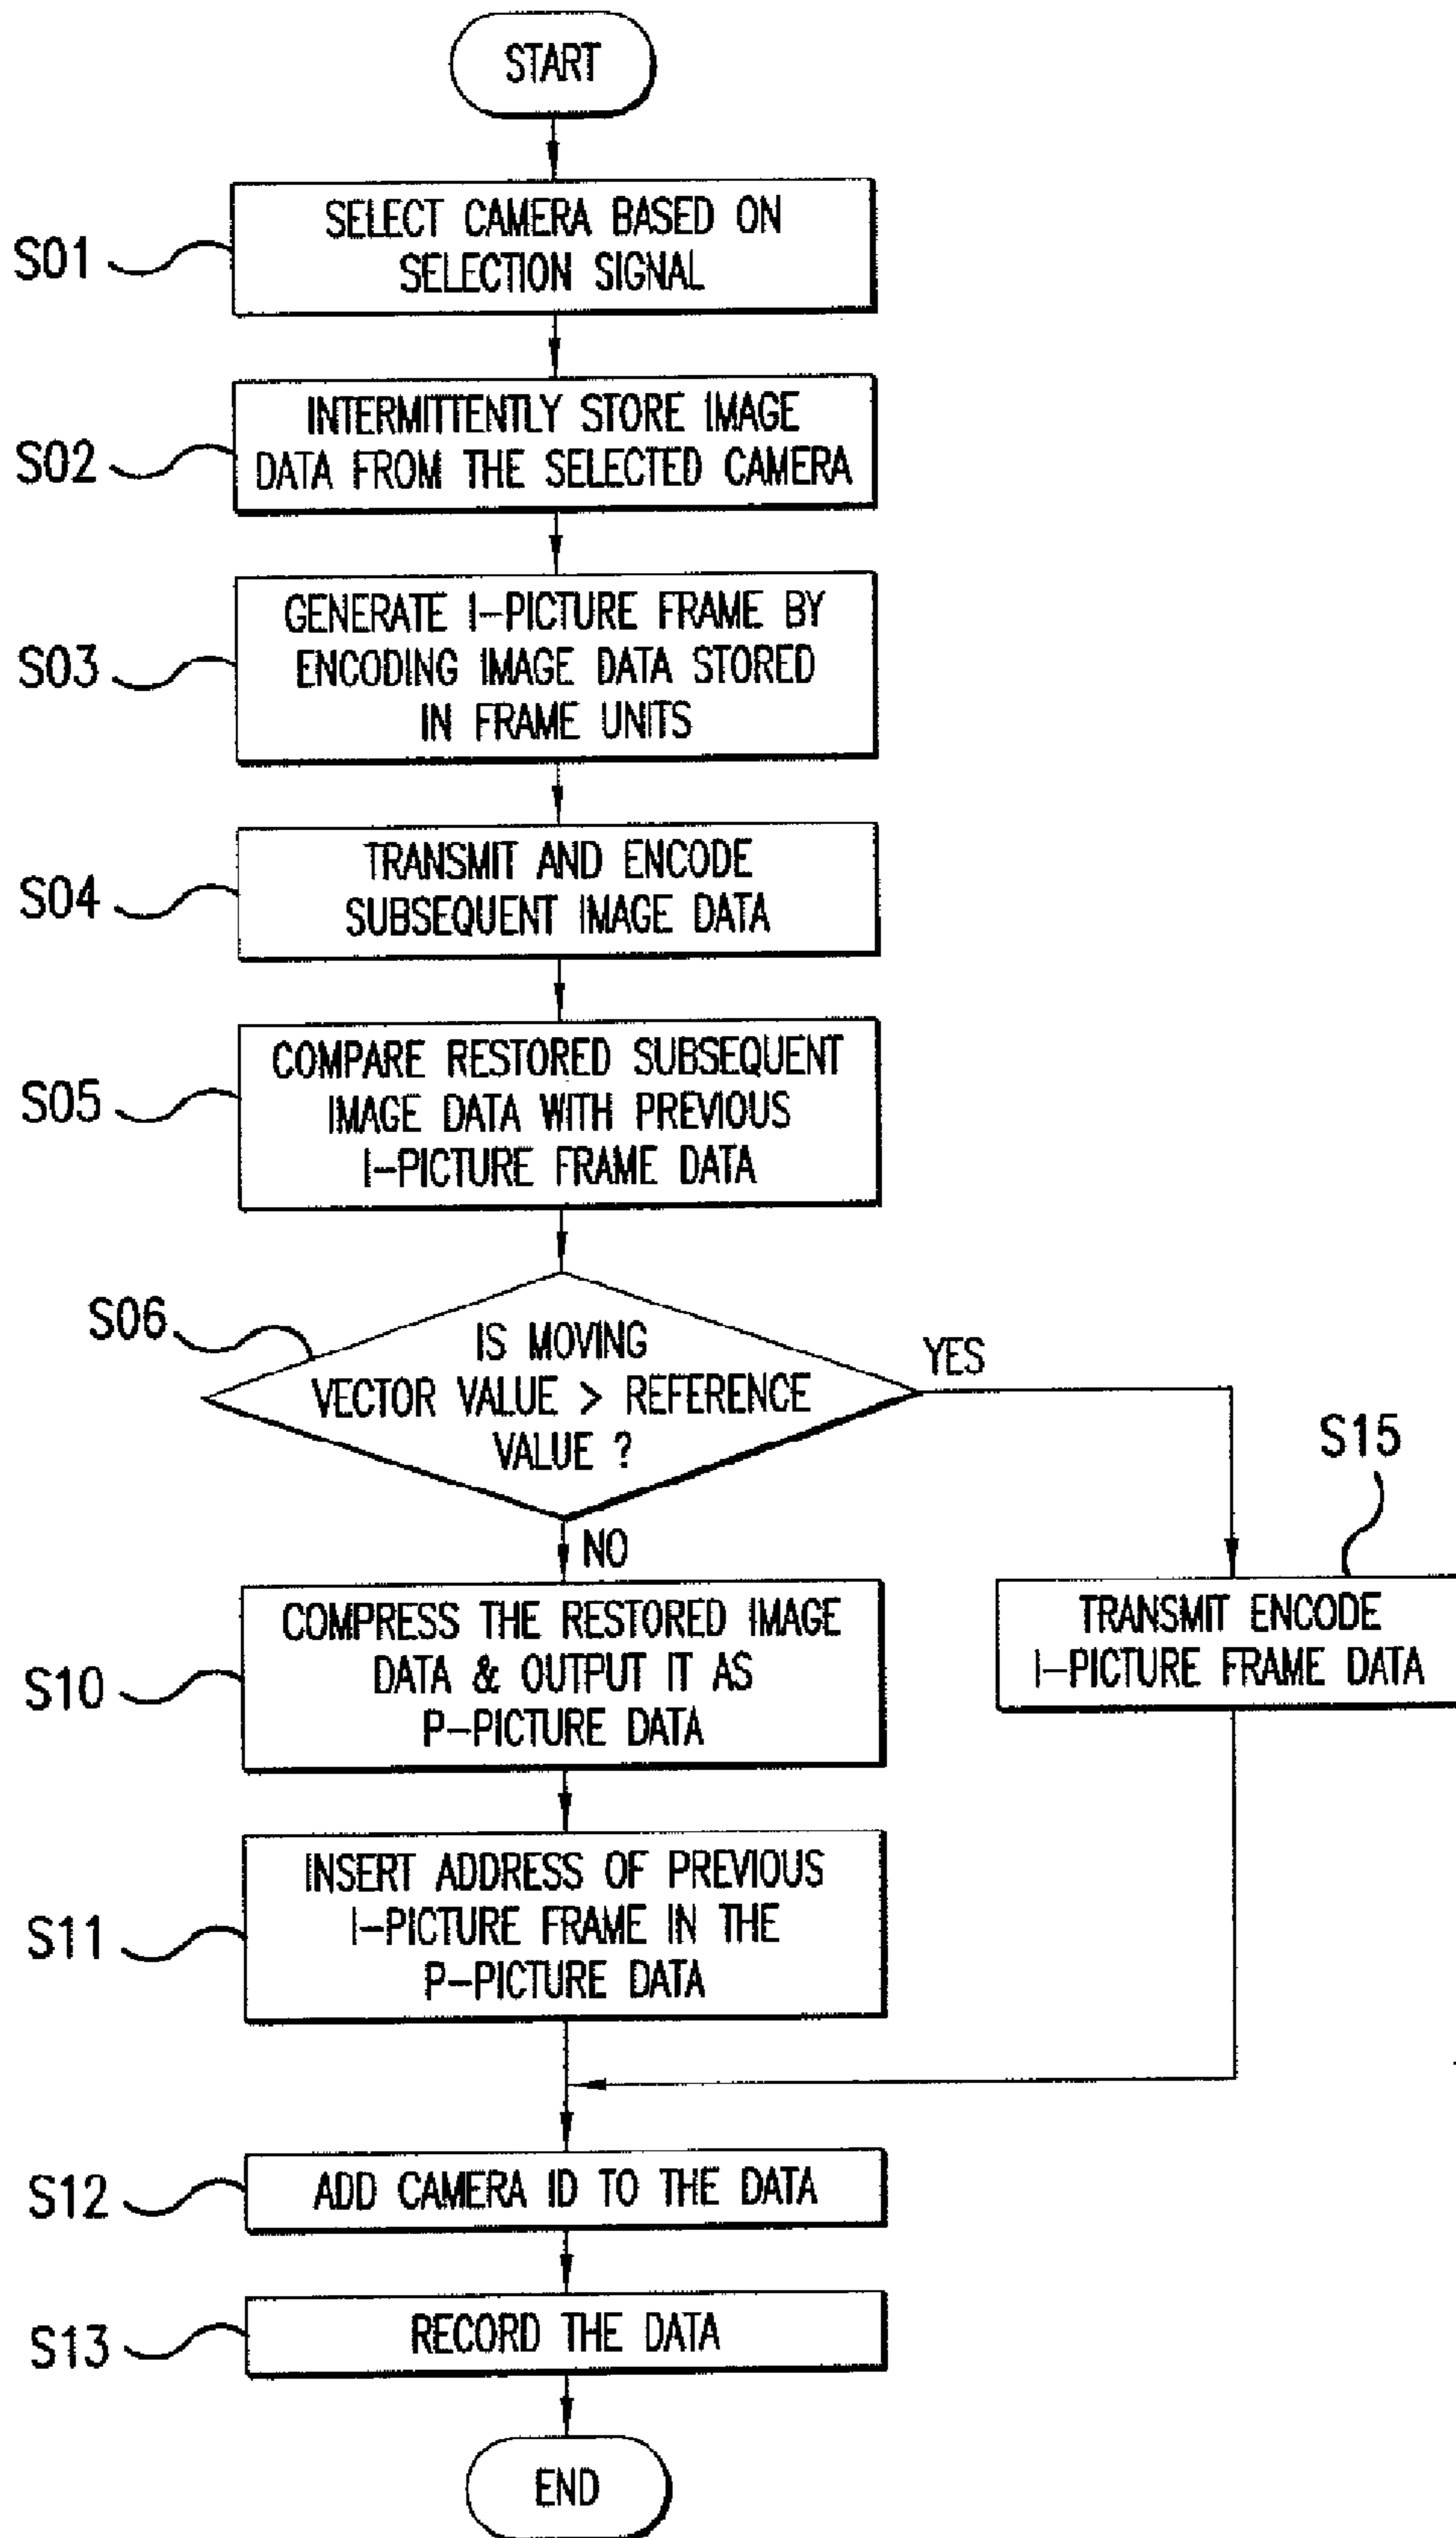 START
S01
SELECT CAMERA BASED ON
SELECTION SIGNAL
S02
INTERMITTENTLY STORE IMAGE
DATA FROM THE SELECTED CAMERA
S03
GENERATE I-PICTURE FRAME BY
ENCODING IMAGE DATA STORED
IN FRAME UNITS
S04
TRANSMIT AND ENCODE
SUBSEQUENT IMAGE DATA
S05
COMPARE RESTORED SUBSEQUENT
IMAGE DATA WITH PREVIOUS
I-PICTURE FRAME DATA
S06
IS MOVING
VECTOR VALUE > REFERENCE
VALUE ?
YES
NO
S15
TRANSMIT ENCODE
I-PICTURE FRAME DATA
S10
COMPRESS THE RESTORED IMAGE
DATA & OUTPUT IT AS
P-PICTURE DATA
S11
INSERT ADDRESS OF PREVIOUS
I-PICTURE FRAME IN THE
P-PICTURE DATA
S12
ADD CAMERA ID TO THE DATA
S13
RECORD THE DATA
END